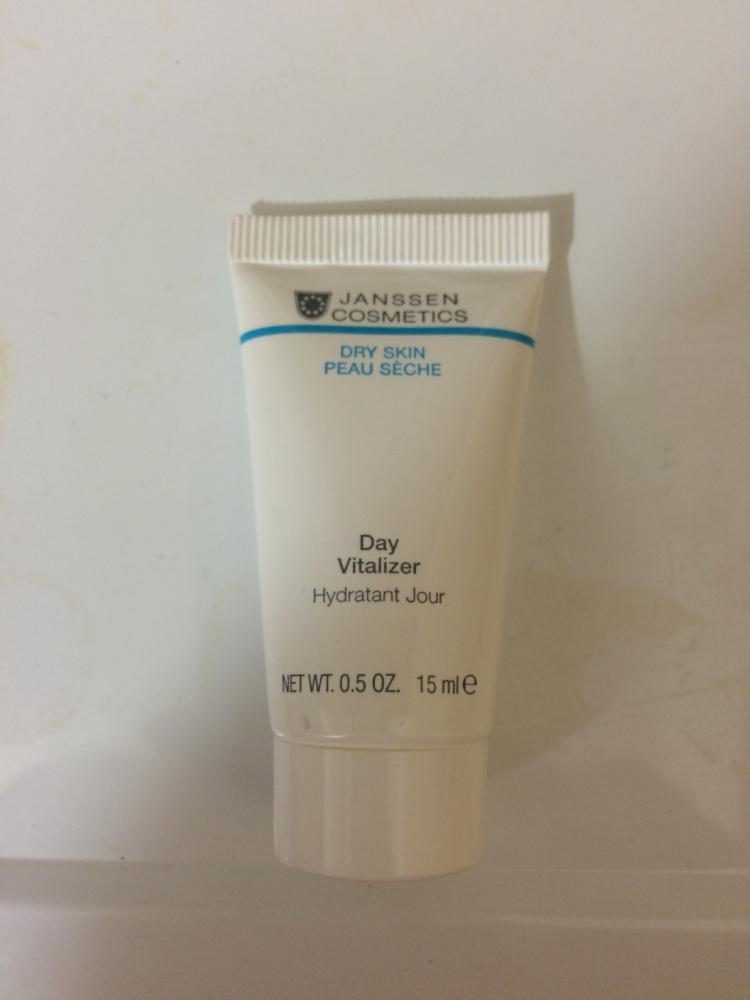 JANSSEN
COSMETICS
DRY SKIN
PEAU SÈCHE
Day
Vitalizer
Hydratant Jour
NET WT. 0.5 OZ. 15 ml ℮